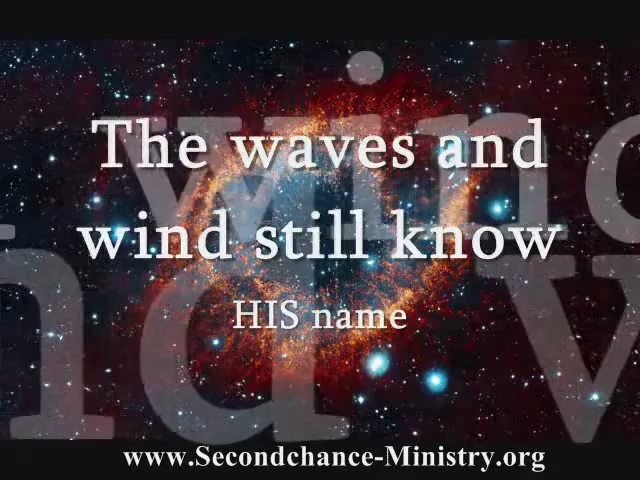 The waves and
wind still know
HIS name
www.Secondchance-Ministry.org